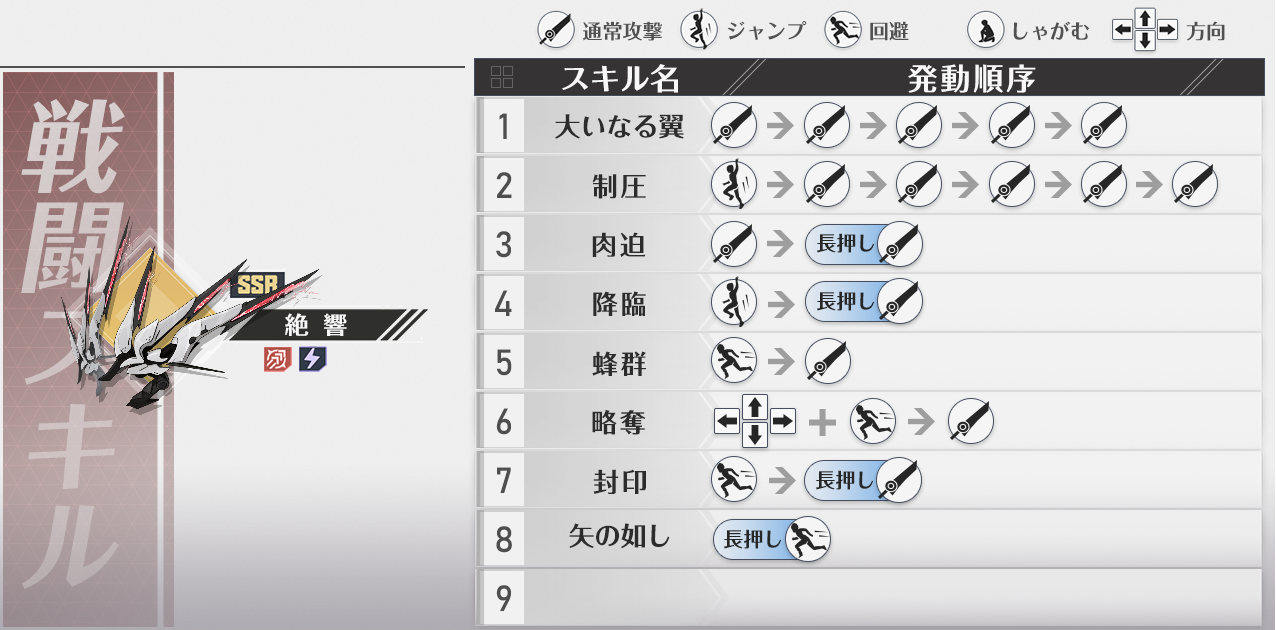 通常攻撃 ジャンプ 回避 しゃがむ 方向
戦闘スキル
SSR
絶響
スキル名 発動順序
1 大いなる翼
2 制圧
3 肉迫 長押し
4 降臨 長押し
5 蜂群
6 略奪
7 封印 長押し
8 矢の如し 長押し
9